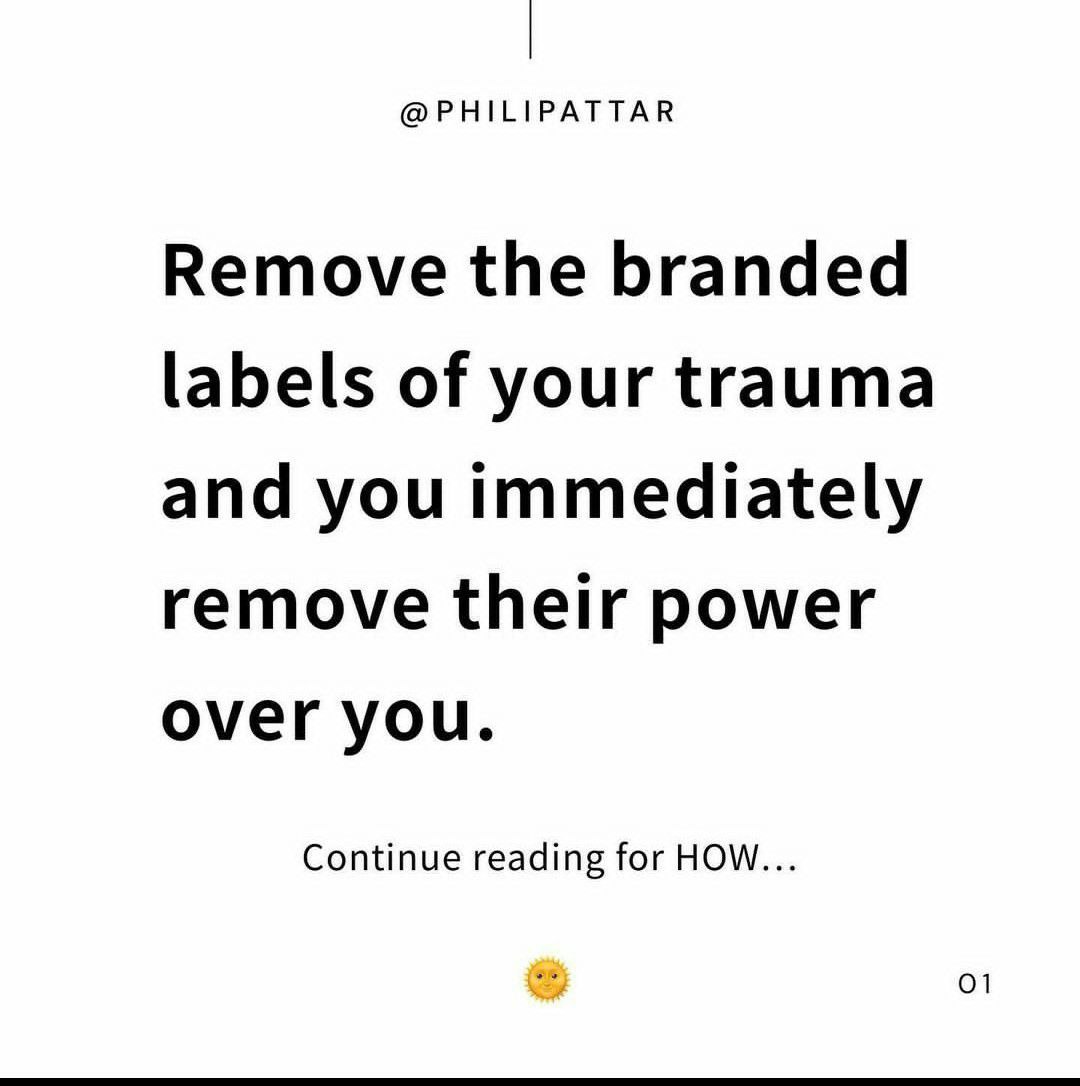 @PHILIPATTAR
Remove the branded
labels of your trauma
and you immediately
remove their power
over you.
Continue reading for HOW...
01